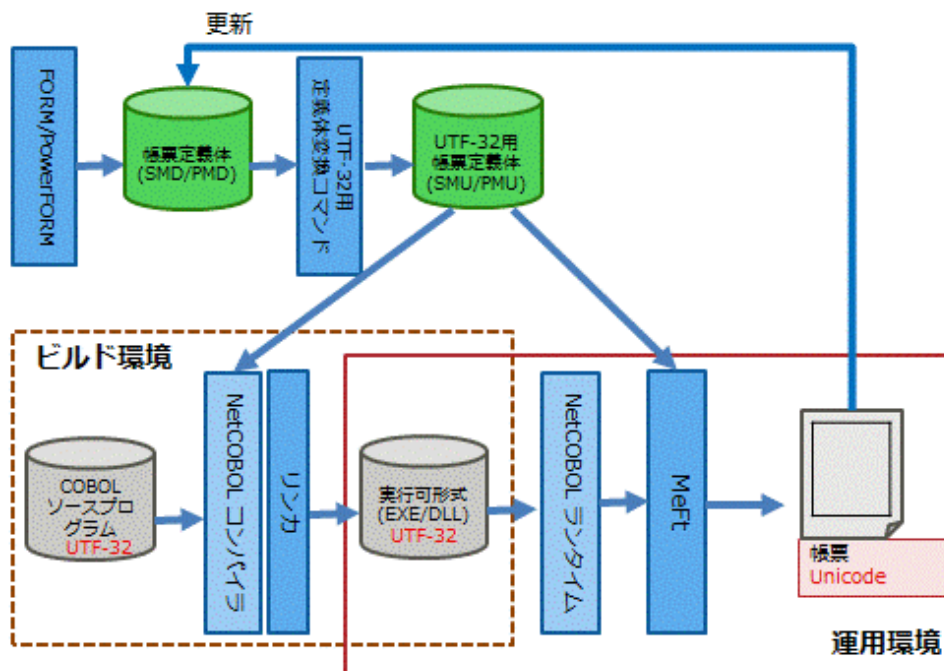 更新
FORM/PowerFORM
帳票定義体
(SMD/PMD)
UTF-32用
定義体変換コマンド
UTF-32用
帳票定義体
(SMU/PMU)
ビルド環境
COBOL
ソースプロ
グラム
UTF-32
NetCOBOL コンパイラ
リンカ
実行可形式
(EXE/DLL)
UTF-32
NetCOBOL ランタイム
MeFt
帳票
Unicode
運用環境